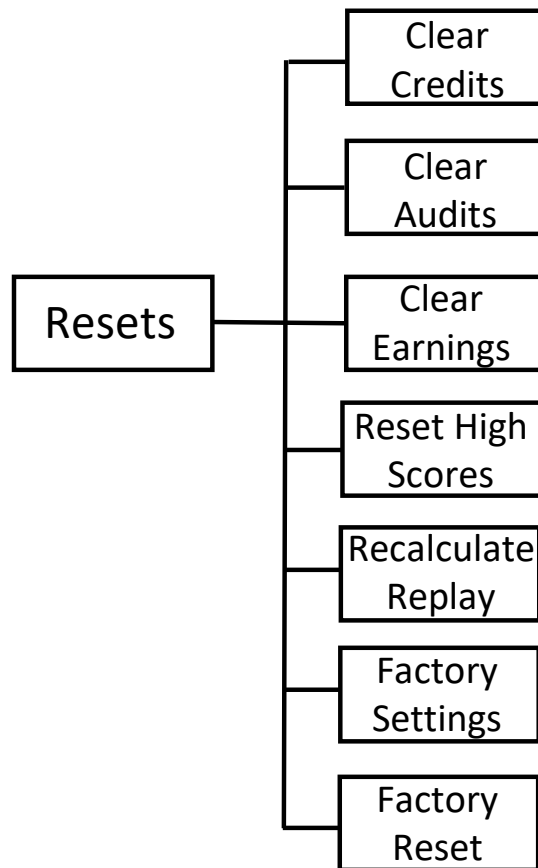 Clear
Credits
Clear
Audits
Resets
Clear
Earnings
Reset High
Scores
Recalculate
Replay
Factory
Settings
Factory
Reset